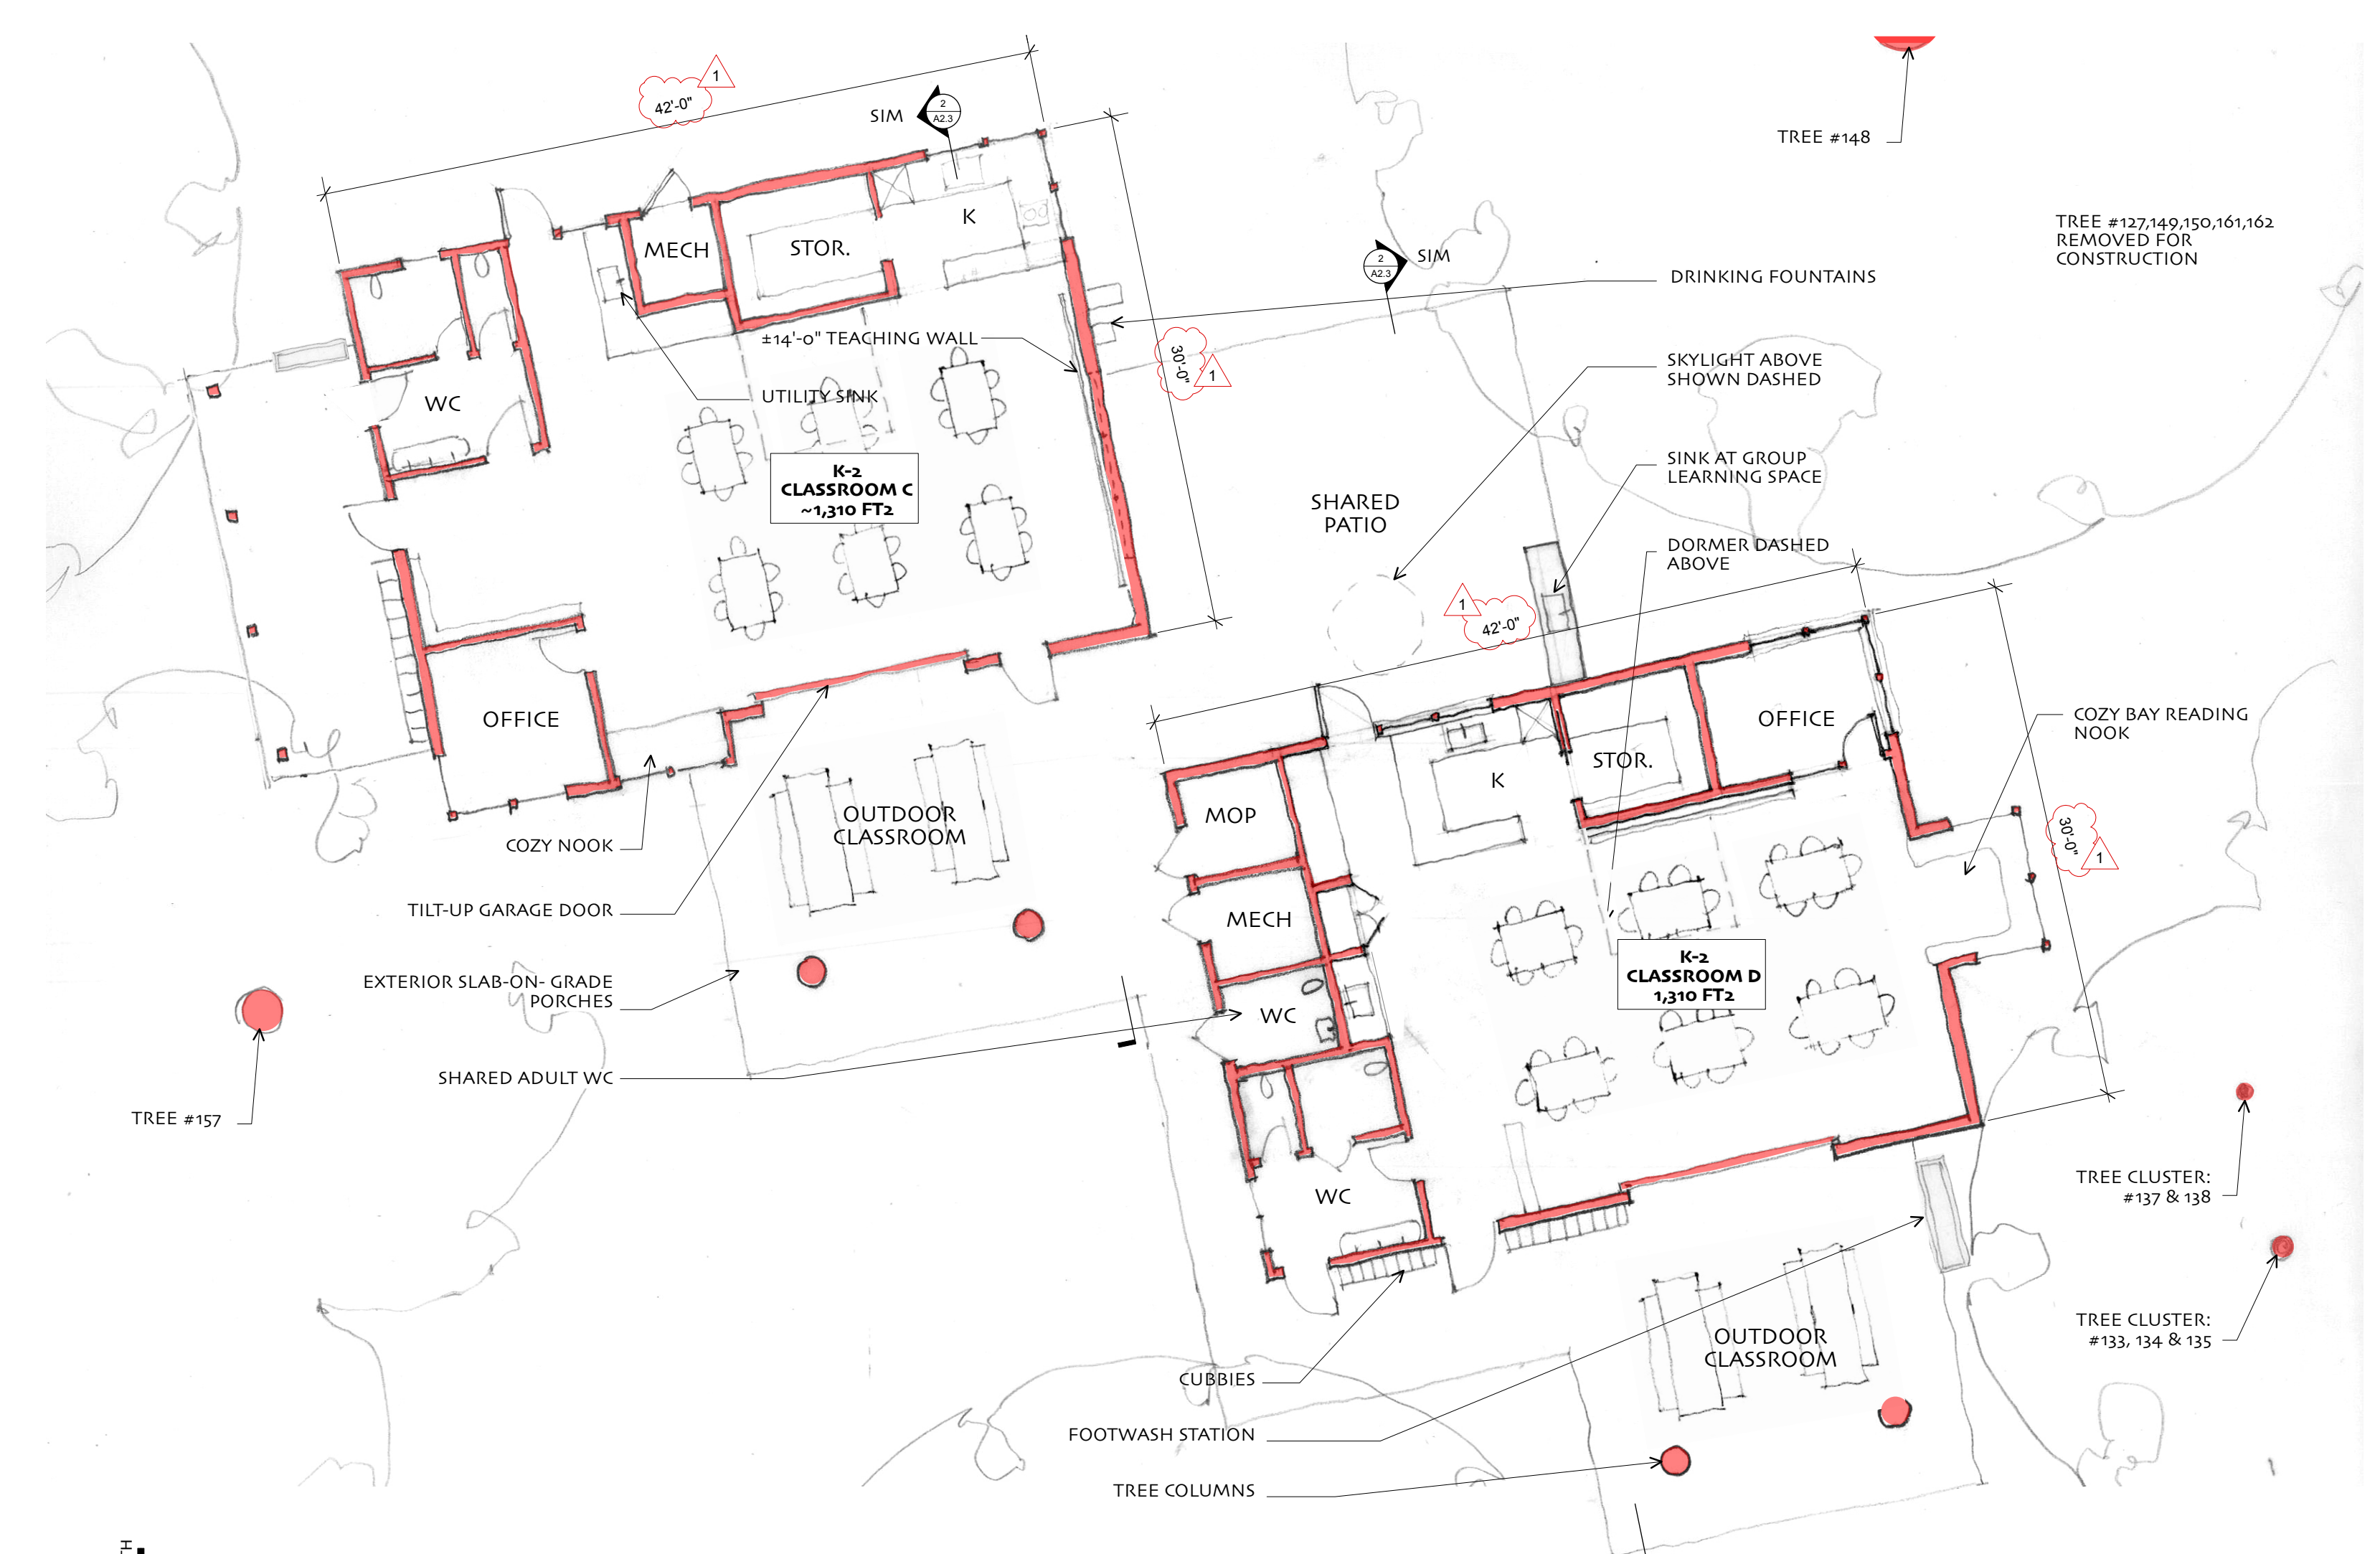 1
42'-0"
SIM
2
A2.3
TREE #148
TREE #127,149,150,161,162
REMOVED FOR
CONSTRUCTION
MECH
STOR.
K
2
A2.3
SIM
DRINKING FOUNTAINS
±14'-0" TEACHING WALL
30'-0"
1
SKYLIGHT ABOVE
SHOWN DASHED
WC
UTILITY SINK
K-2
CLASSROOM C
~1,310 FT2
SINK AT GROUP
LEARNING SPACE
SHARED
PATIO
DORMER DASHED
ABOVE
1
42'-0"
OFFICE
OFFICE
COZY BAY READING
NOOK
STOR.
K
MOP
OUTDOOR
CLASSROOM
COZY NOOK
30'-0"
1
TILT-UP GARAGE DOOR
MECH
K-2
CLASSROOM D
1,310 FT2
EXTERIOR SLAB-ON- GRADE
PORCHES
WC
SHARED ADULT WC
TREE #157
WC
TREE CLUSTER:
#137 & 138
TREE CLUSTER:
#133, 134 & 135
OUTDOOR
CLASSROOM
CUBBIES
FOOTWASH STATION
TREE COLUMNS